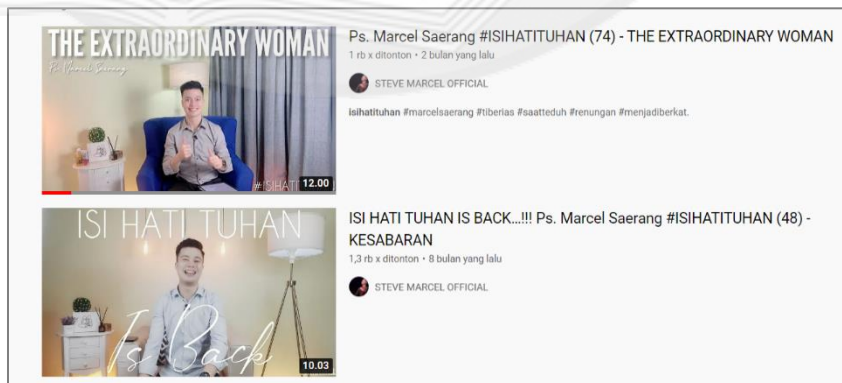 THE EXTRAORDINARY WOMAN
Ps Marcel Saerang
#ISIHATI
12.00
Ps. Marcel Saerang #ISIHATITUHAN (74) - THE EXTRAORDINARY WOMAN
1 rb x ditonton • 2 bulan yang lalu
STEVE MARCEL OFFICIAL
isihatituhan #marcelsaerang #tiberias #saatteduh #renungan #menjadiberkat.
ISI HATI TUHAN
Is Back
10.03
ISI HATI TUHAN IS BACK...!!! Ps. Marcel Saerang #ISIHATITUHAN (48) -
KESABARAN
1,3 rb x ditonton • 8 bulan yang lalu
STEVE MARCEL OFFICIAL